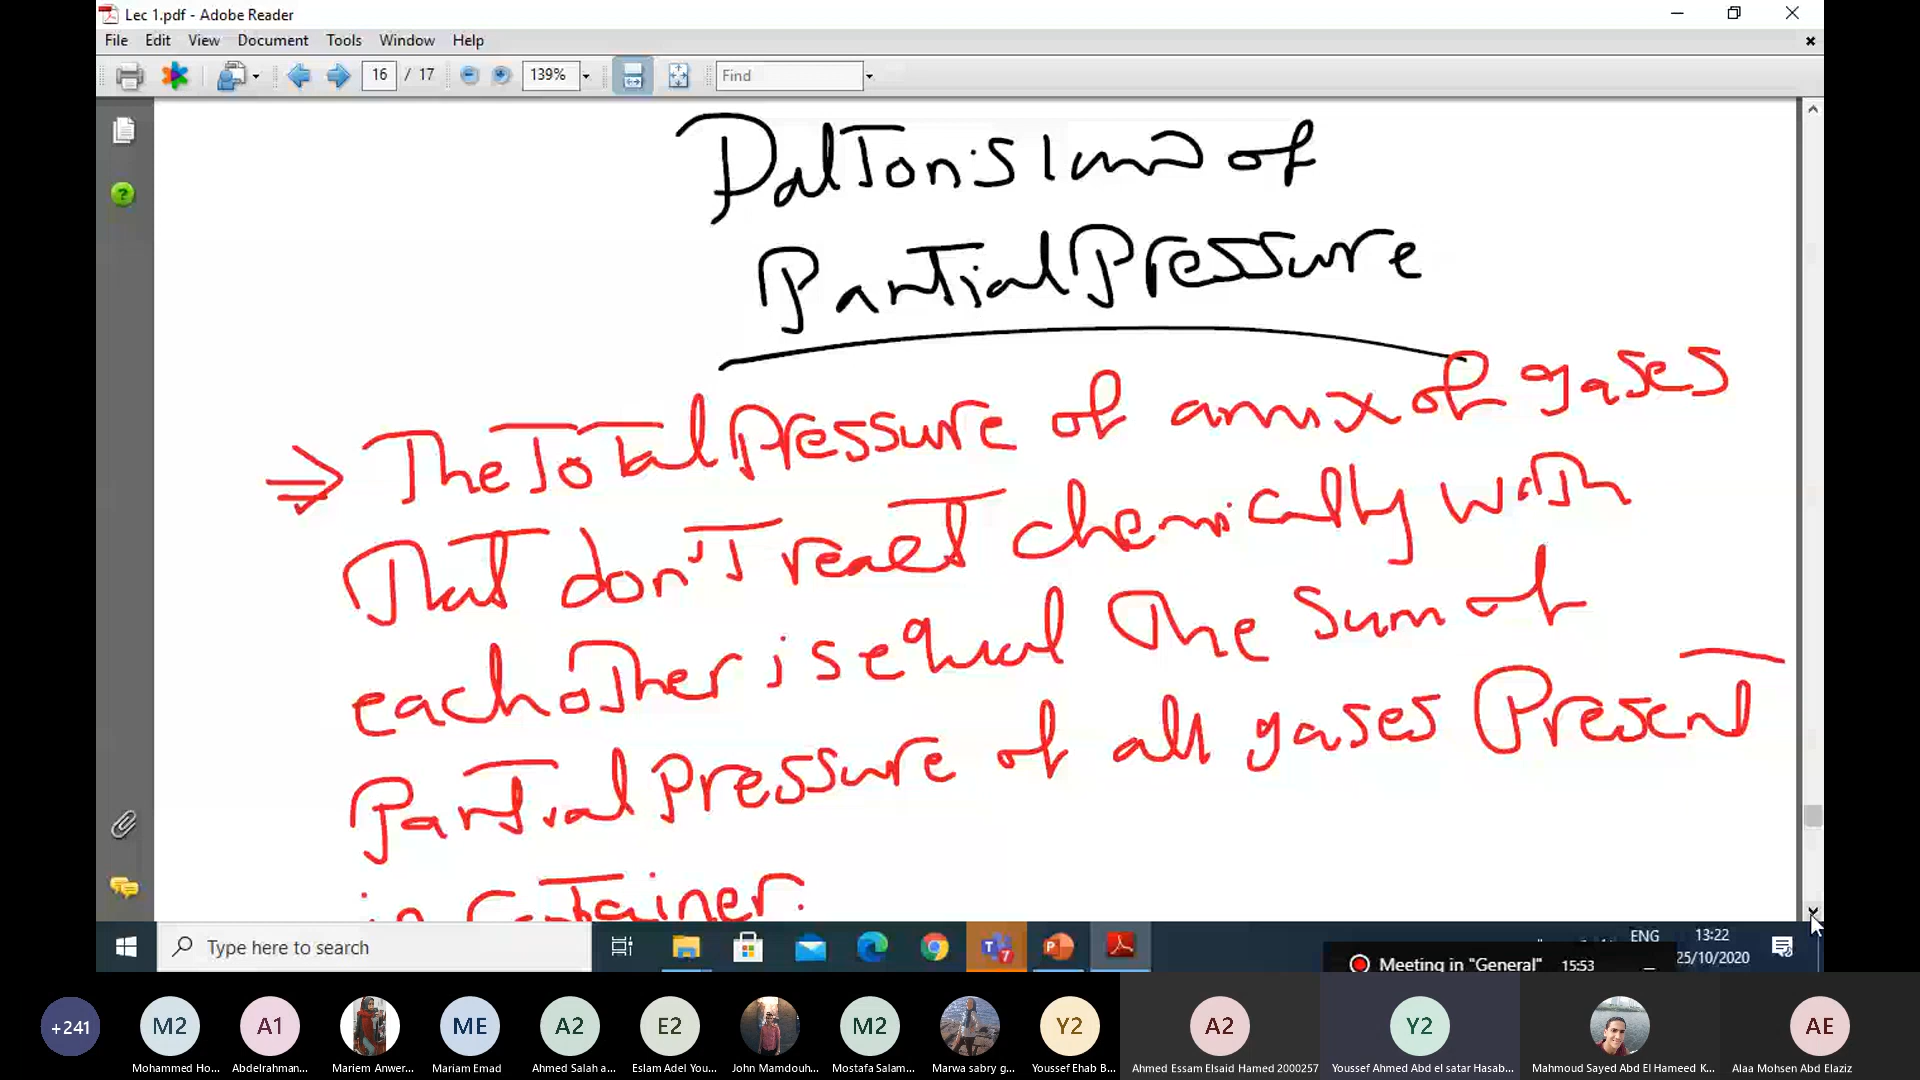 Lec 1.pdf - Adobe Reader
File Edit View Document Tools Window Help
16 / 17 139% Find
Dalton's law of
Partial Pressure
⇒ The Total Pressure of a mix of gases
That don't react chemically with
each other is equal The sum of
Partial Pressure of all gases Present
in container.
Type here to search
7
ENG
13:22
25/10/2020
Meeting in "General" 15:53
+241 M2 A1 ME A2 E2 M2 Y2 A2 Y2 AE
Mohammed Ho... Abdelrahman... Mariem Anwer... Mariam Emad Ahmed Salah a... Eslam Adel You... John Mamdouh... Mostafa Salam... Marwa sabry g... Youssef Ehab B... Ahmed Essam Elsaid Hamed 2000257 Youssef Ahmed Abd el satar Hasab... Mahmoud Sayed Abd El Hameed K... Alaa Mohsen Abd Elaziz